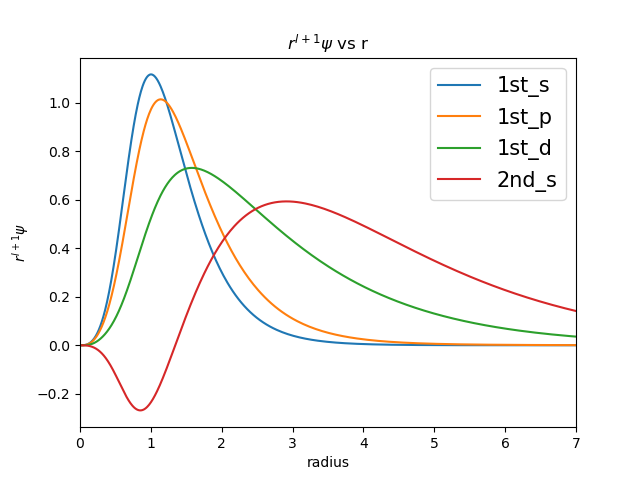 r^{l+1}ψ vs r
1st_s
1st_p
1st_d
2nd_s
r^{l+1}ψ
1.0
0.8
0.6
0.4
0.2
0.0
−0.2
0 1 2 3 4 5 6 7
radius